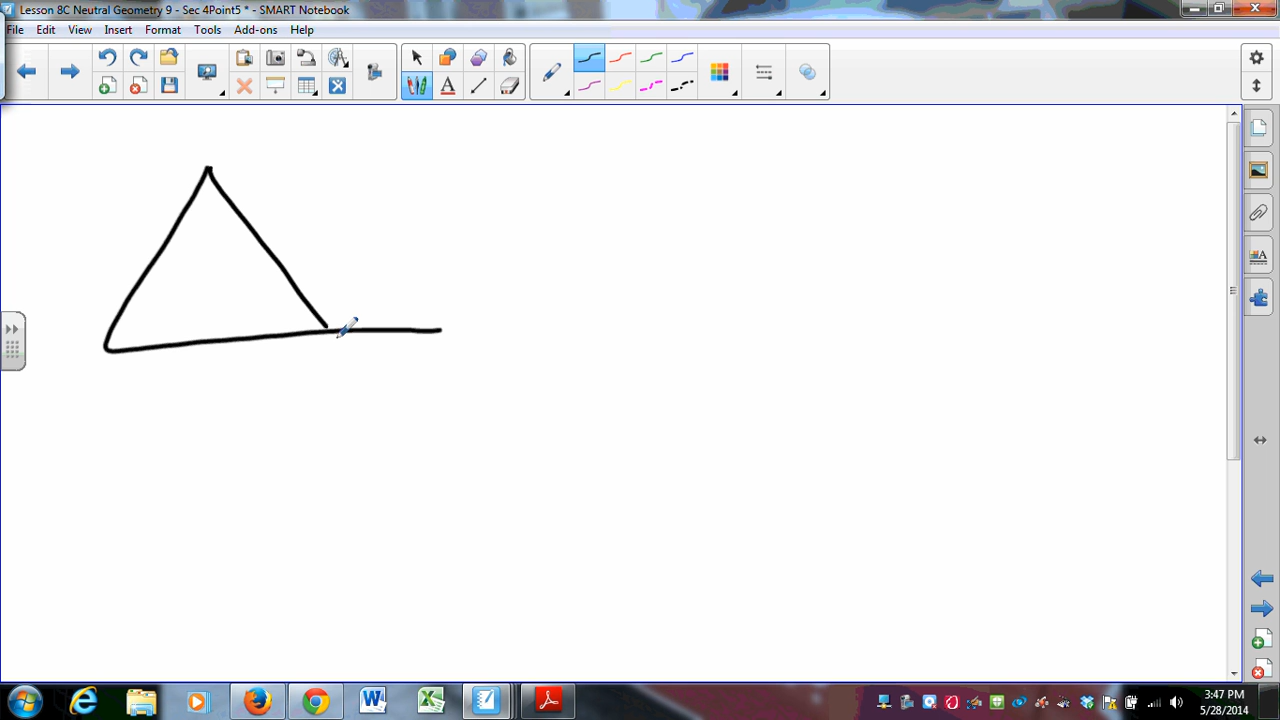 Lesson 8C Neutral Geometry 9 - Sec 4Point5 * - SMART Notebook
File Edit View Insert Format Tools Add-ons Help
3:47 PM
5/28/2014